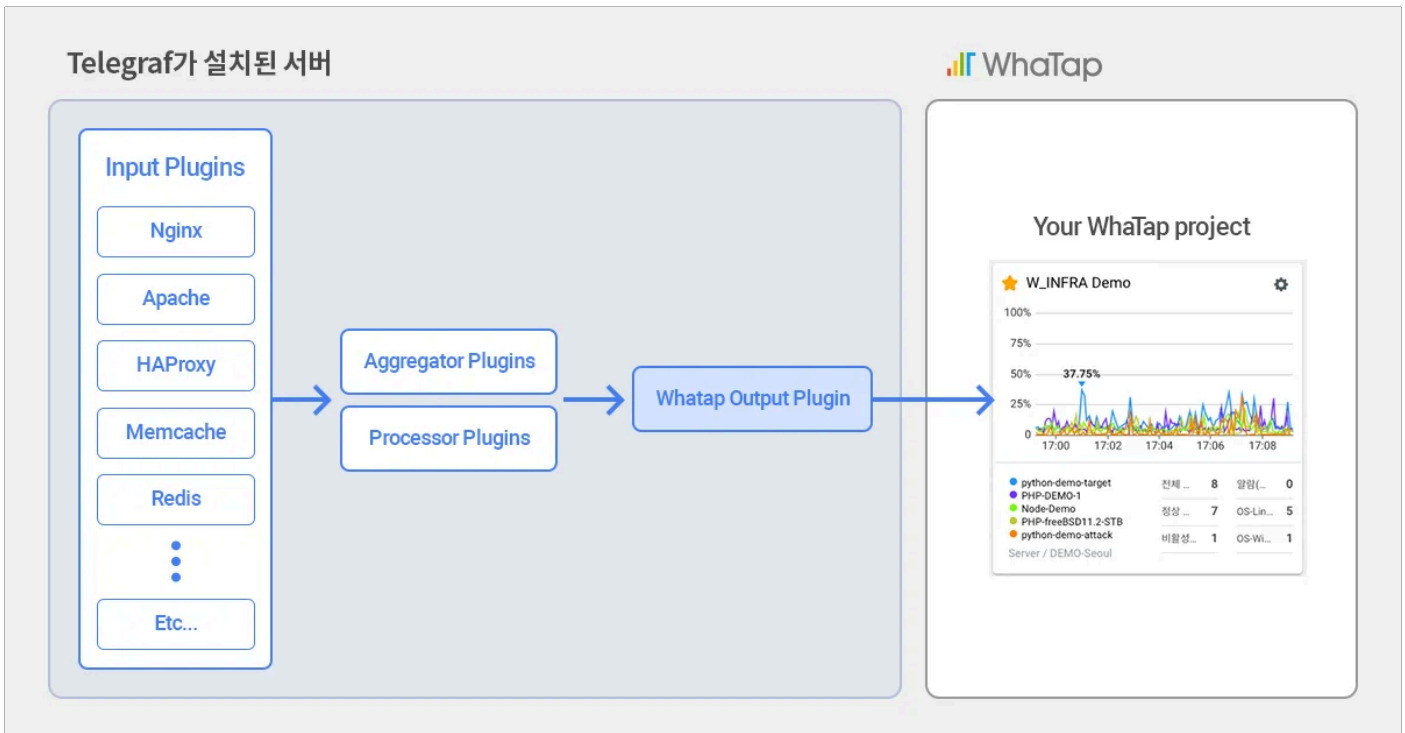 Telegraf가 설치된 서버
WhaTap
Input Plugins
Nginx
Apache
HAProxy
Memcache
Redis
Etc...
Aggregator Plugins
Processor Plugins
Whatap Output Plugin
Your WhaTap project
W_INFRA Demo
100%
75%
50%
37.75%
25%
0
17:00 17:02 17:04 17:06 17:08
python-demo-target
PHP-DEMO-1
Node-Demo
PHP-freeBSD11.2-STB
python-demo-attack
Server / DEMO-Seoul
전체 ... 8 알람(... 0
정상 ... 7 OS-Lin... 5
비활성... 1 OS-Wi... 1